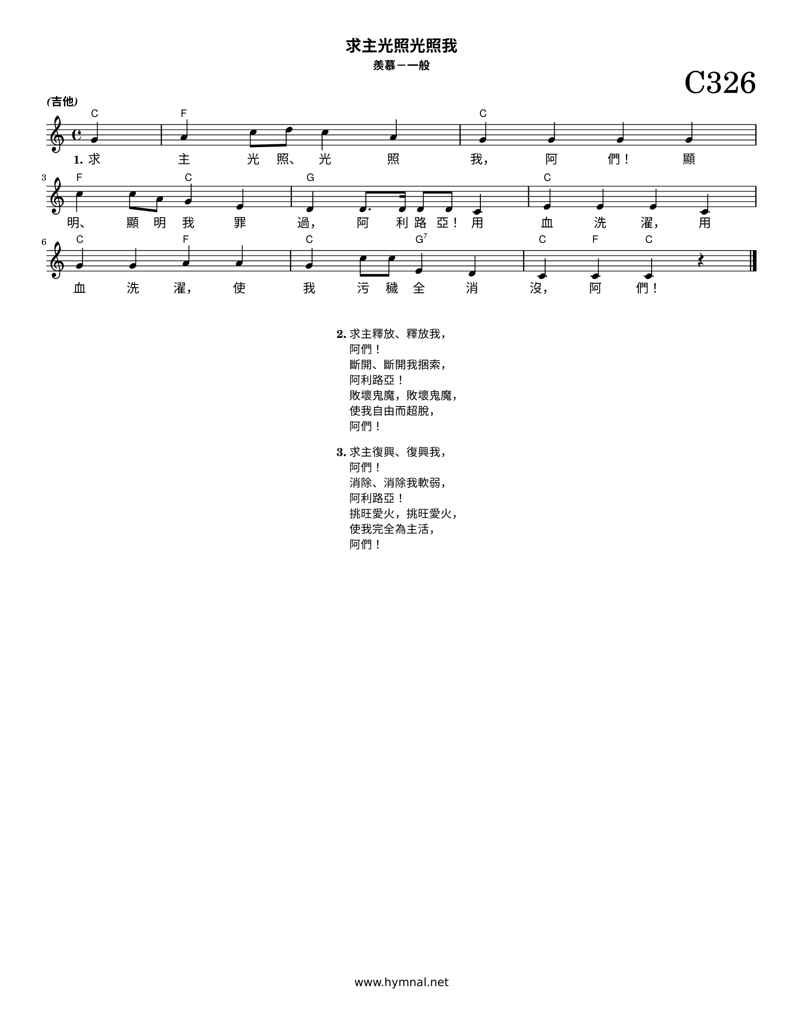 求主光照光照我
羨慕－一般
C326
(吉他)
C F C
1. 求 主 光 照、 光 照 我， 阿 們！ 顯
3 F C G C
明、 顯 明 我 罪 過， 阿 利 路 亞！ 用 血 洗 濯， 用
6 C F C G7 C F C
血 洗 濯， 使 我 污 穢 全 消 沒， 阿 們！
2. 求主釋放、釋放我，
阿們！
斷開、斷開我捆索，
阿利路亞！
敗壞鬼魔，敗壞鬼魔，
使我自由而超脫，
阿們！
3. 求主復興、復興我，
阿們！
消除、消除我軟弱，
阿利路亞！
挑旺愛火，挑旺愛火，
使我完全為主活，
阿們！
www.hymnal.net